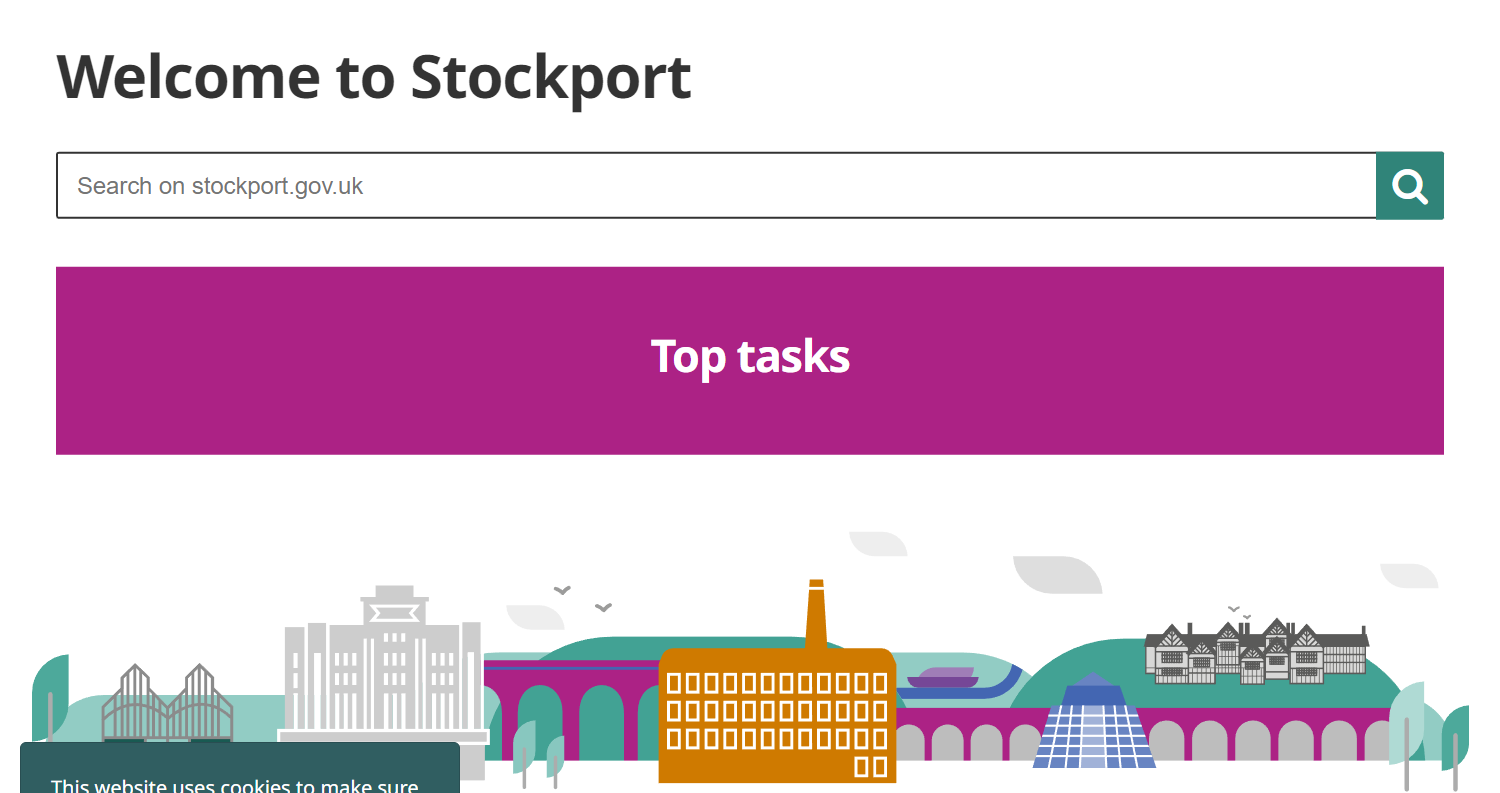 Welcome to Stockport
Search on stockport.gov.uk
Top tasks
This website uses cookies to make sure